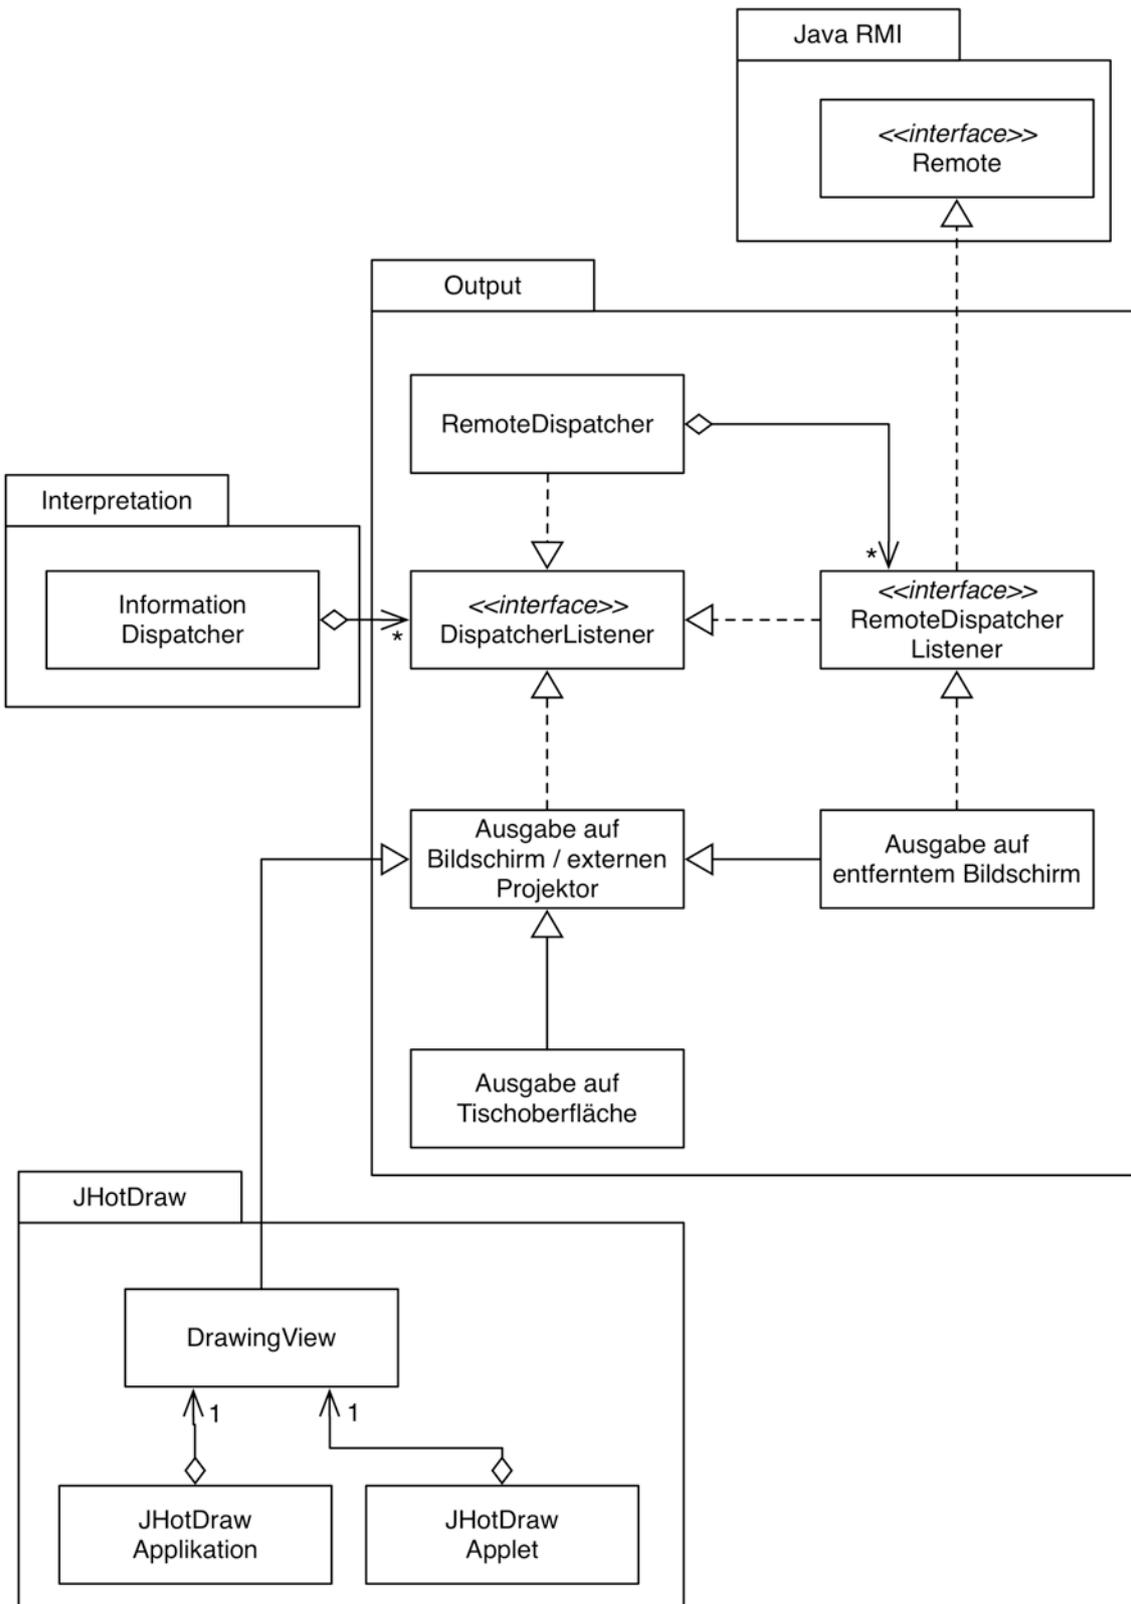 Java RMI
<<interface>>
Remote
Output
RemoteDispatcher
Interpretation
Information
Dispatcher
*
<<interface>>
DispatcherListener
*
<<interface>>
RemoteDispatcher
Listener
Ausgabe auf
Bildschirm / externen
Projektor
Ausgabe auf
entferntem Bildschirm
Ausgabe auf
Tischoberfläche
JHotDraw
DrawingView
1
1
JHotDraw
Applikation
JHotDraw
Applet